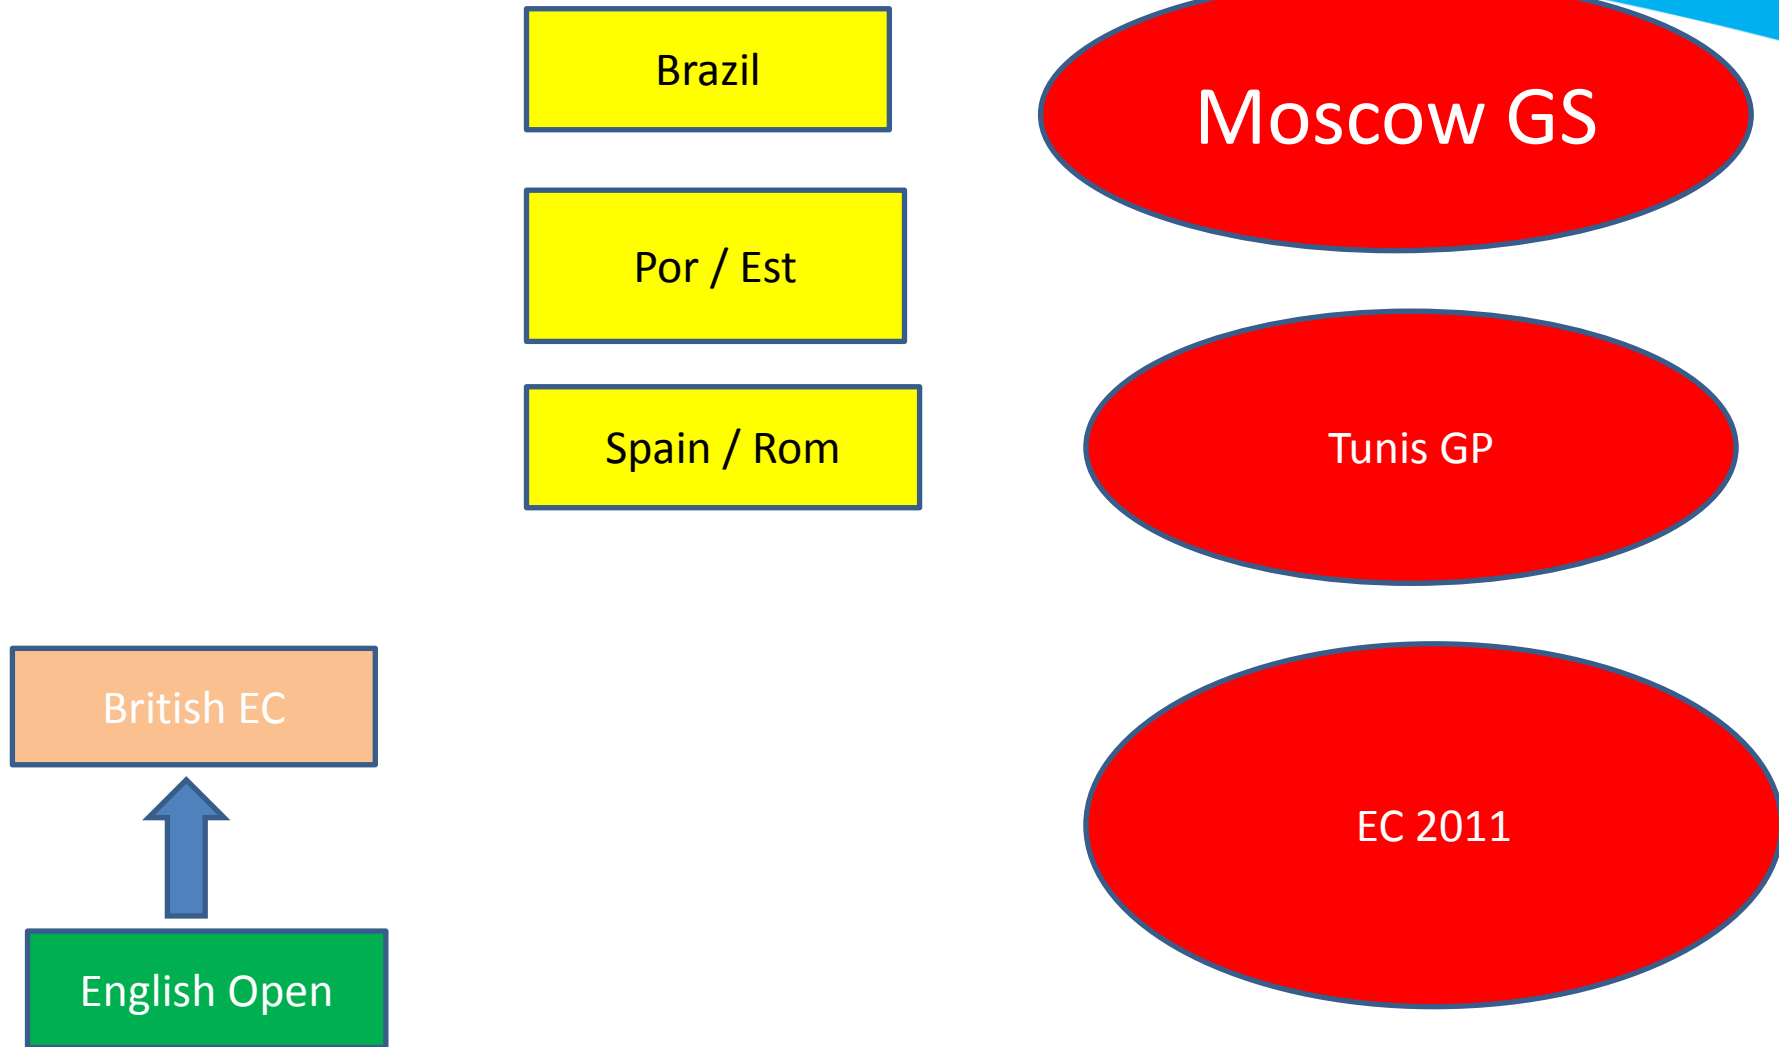 Brazil
Moscow GS
Por / Est
Spain / Rom
Tunis GP
British EC
EC 2011
English Open